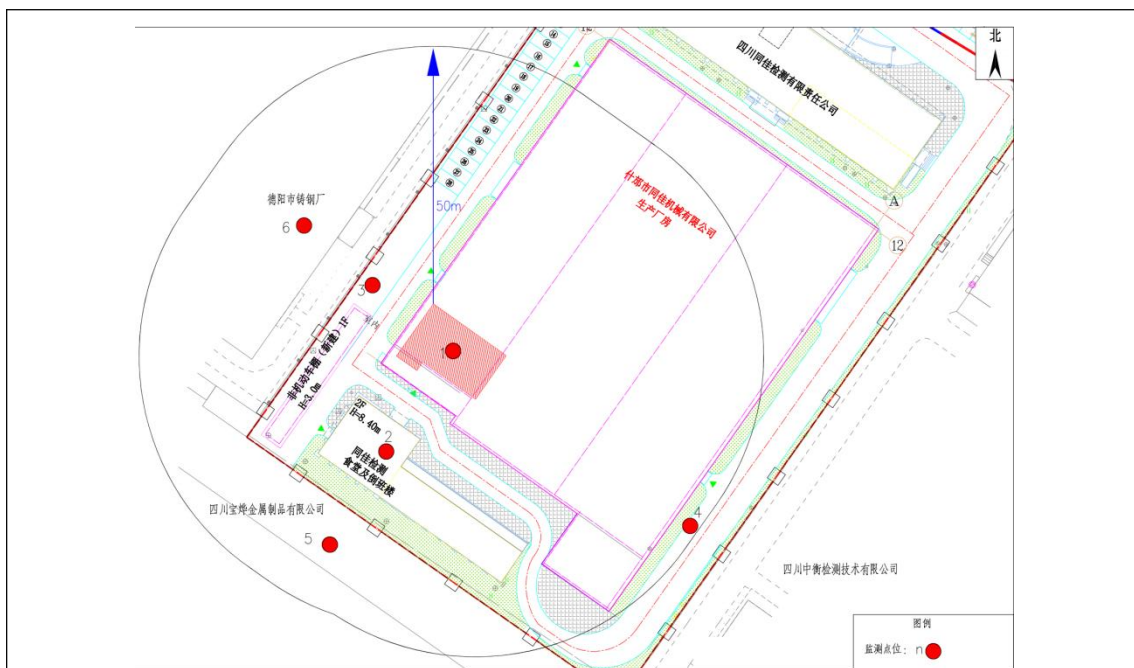 北
四川同佳检测有限责任公司
A
12
12
什邡市同佳机械有限公司
生产厂房
50m
德阳市铸钢厂
6
3
1
非机动车棚（新建）1F
H=3.0m
2F
H=8.40m
2
同佳检测
食堂及倒班楼
四川宝烨金属制品有限公司
5
4
四川中衡检测技术有限公司
图例
监测点位：n